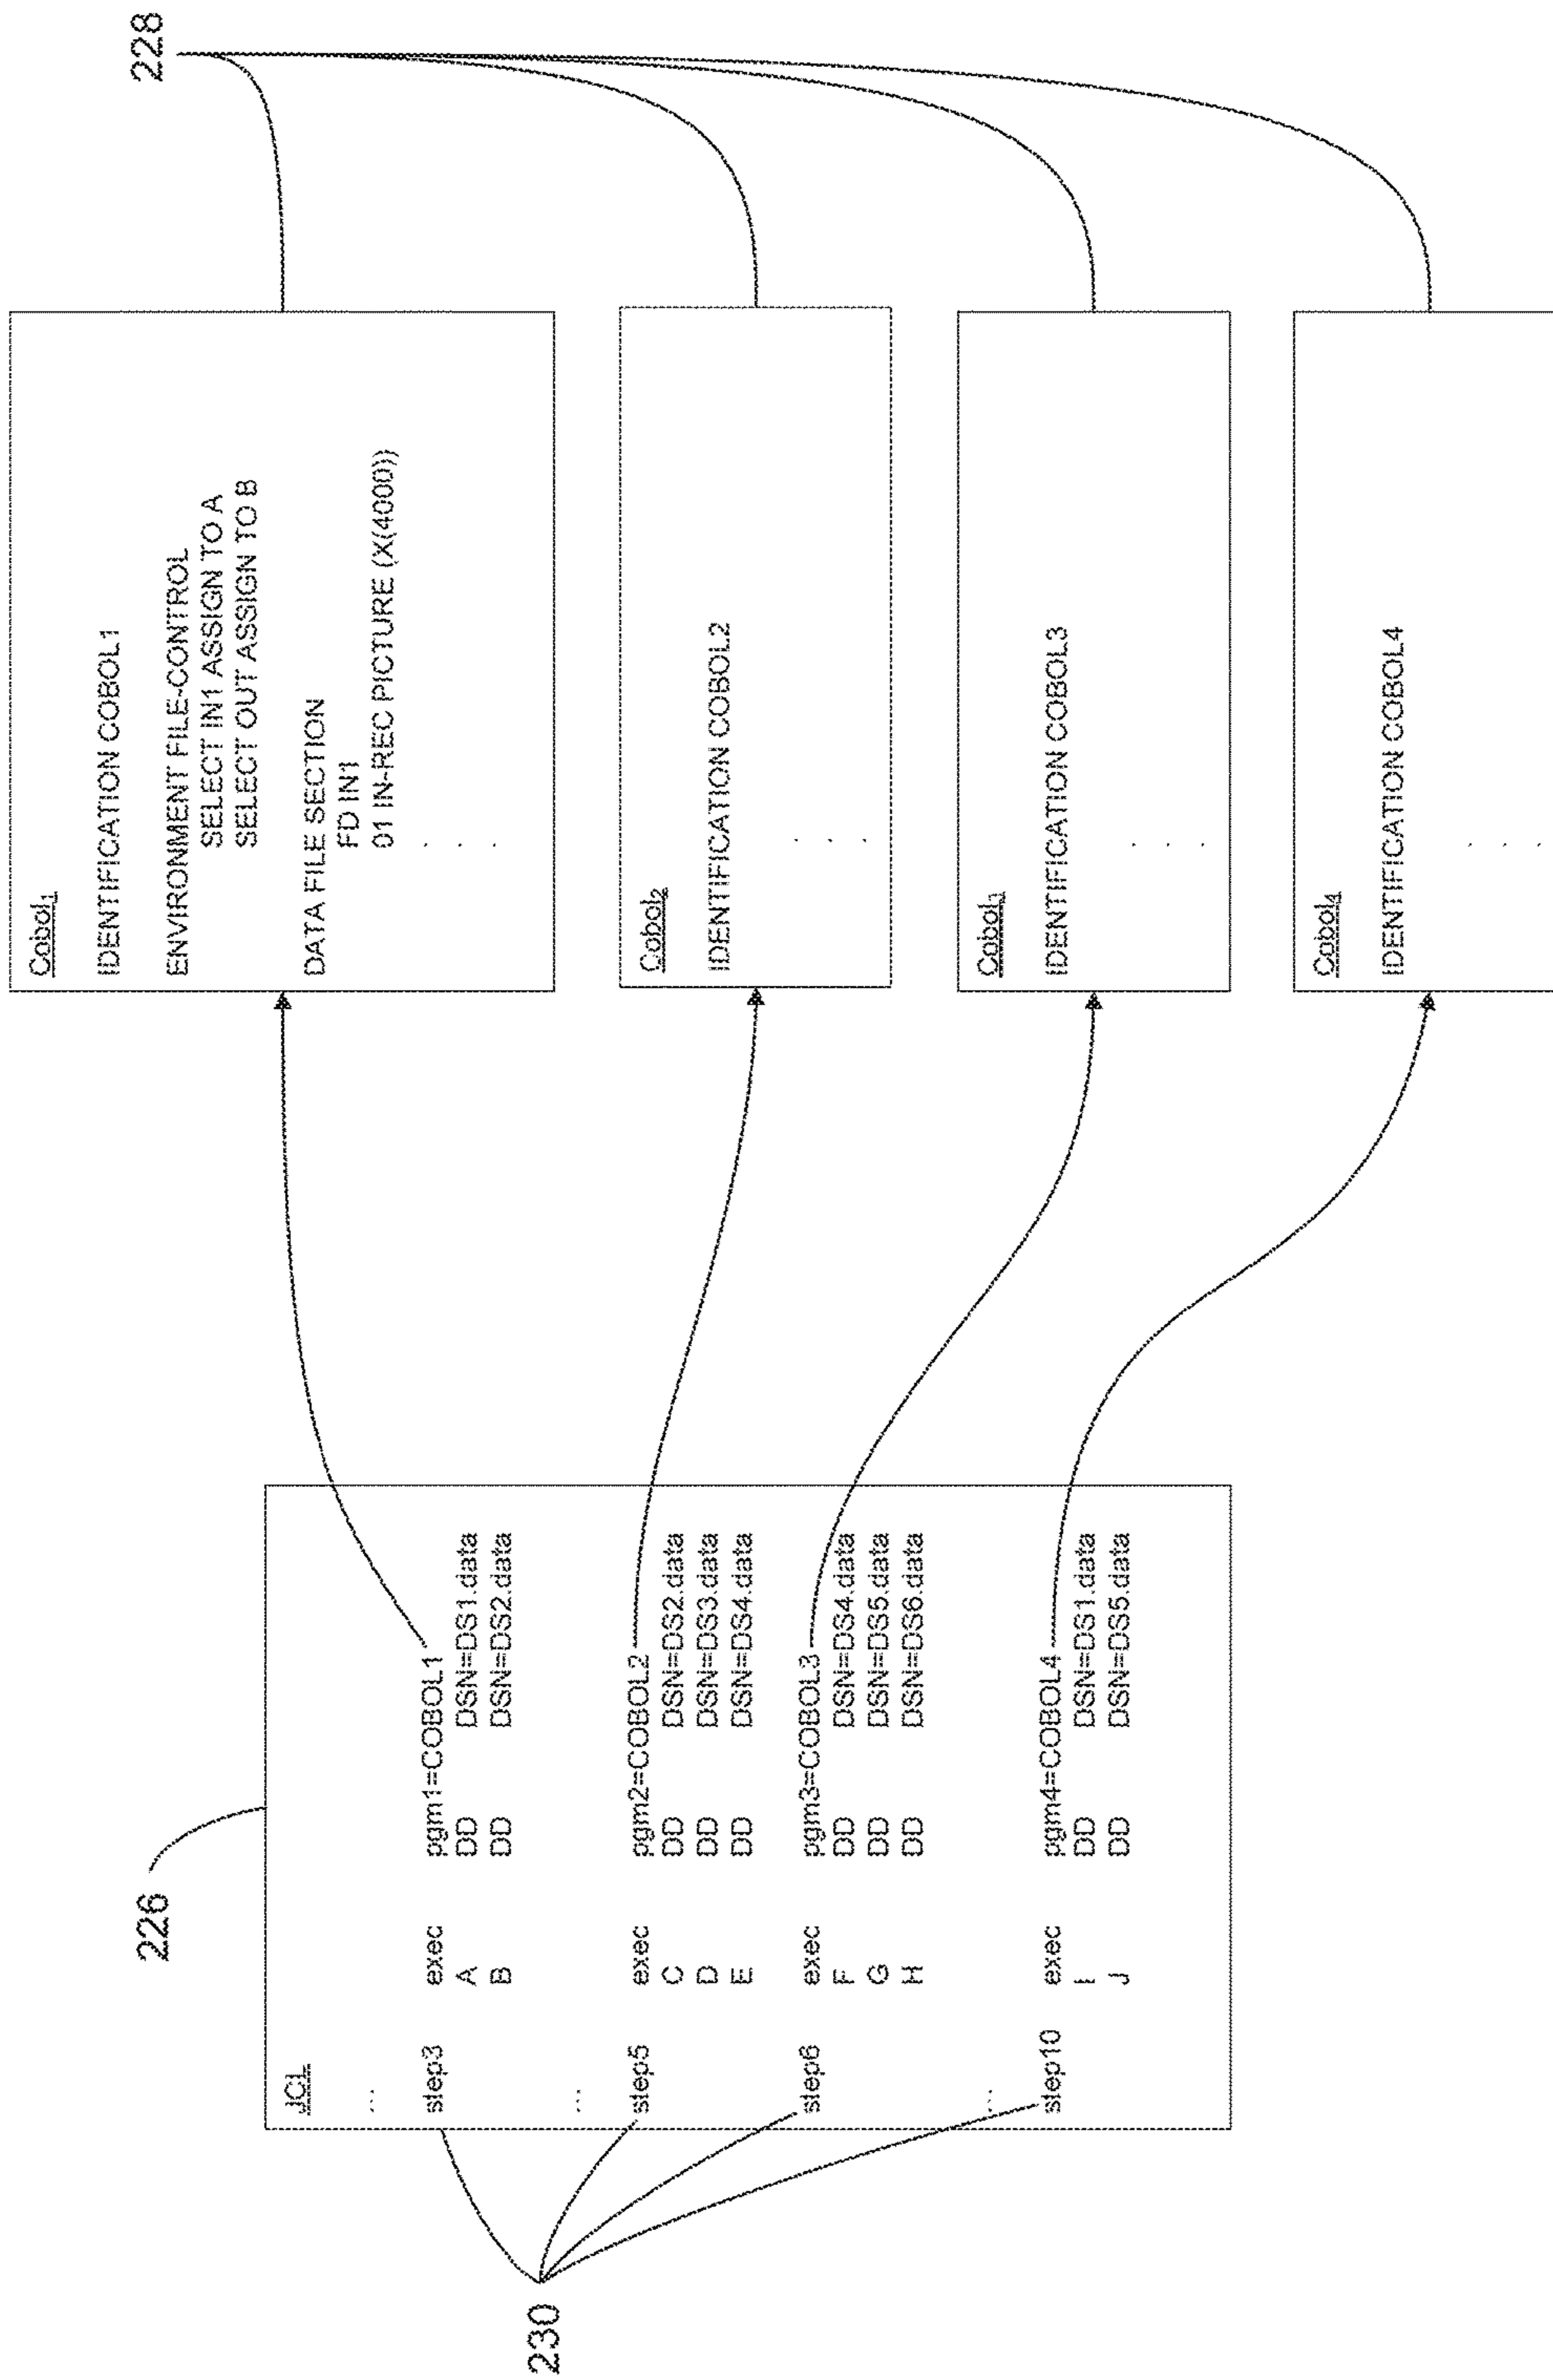 226
JCL
...
step3 exec pgm1=COBOL1
A DD DSN=DS1.data
B DD DSN=DS2.data
...
step5 exec pgm2=COBOL2
C DD DSN=DS2.data
D DD DSN=DS3.data
E DD DSN=DS4.data
step6 exec pgm3=COBOL3
F DD DSN=DS4.data
G DD DSN=DS5.data
H DD DSN=DS6.data
...
step10 exec pgm4=COBOL4
I DD DSN=DS1.data
J DD DSN=DS5.data
230
228
Cobol1
IDENTIFICATION COBOL1
ENVIRONMENT FILE-CONTROL
SELECT IN1 ASSIGN TO A
SELECT OUT ASSIGN TO B
DATA FILE SECTION
FD IN1
01 IN-REC PICTURE (X(4000))
.
.
.
Cobol2
IDENTIFICATION COBOL2
.
.
.
Cobol3
IDENTIFICATION COBOL3
.
.
.
Cobol4
IDENTIFICATION COBOL4
.
.
.